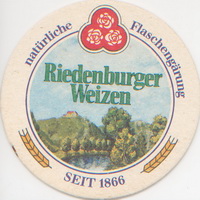 natürliche Flaschengärung
Riedenburger
Weizen
SEIT 1866